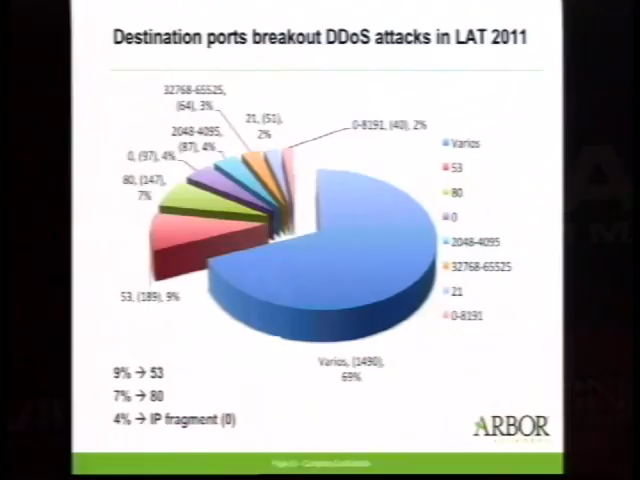 Destination ports breakout DDoS attacks in LAT 2011
32768-65525,
(64), 3%
21, (51),
2%
0-8191, (40), 2%
2048-4095,
(87), 4%
0, (97), 4%
80, (147),
7%
53, (189), 9%
Varios, (1490),
69%
Varios
53
80
0
2048-4095
32768-65525
21
0-8191
9% → 53
7% → 80
4% → IP fragment (0)
ARBOR